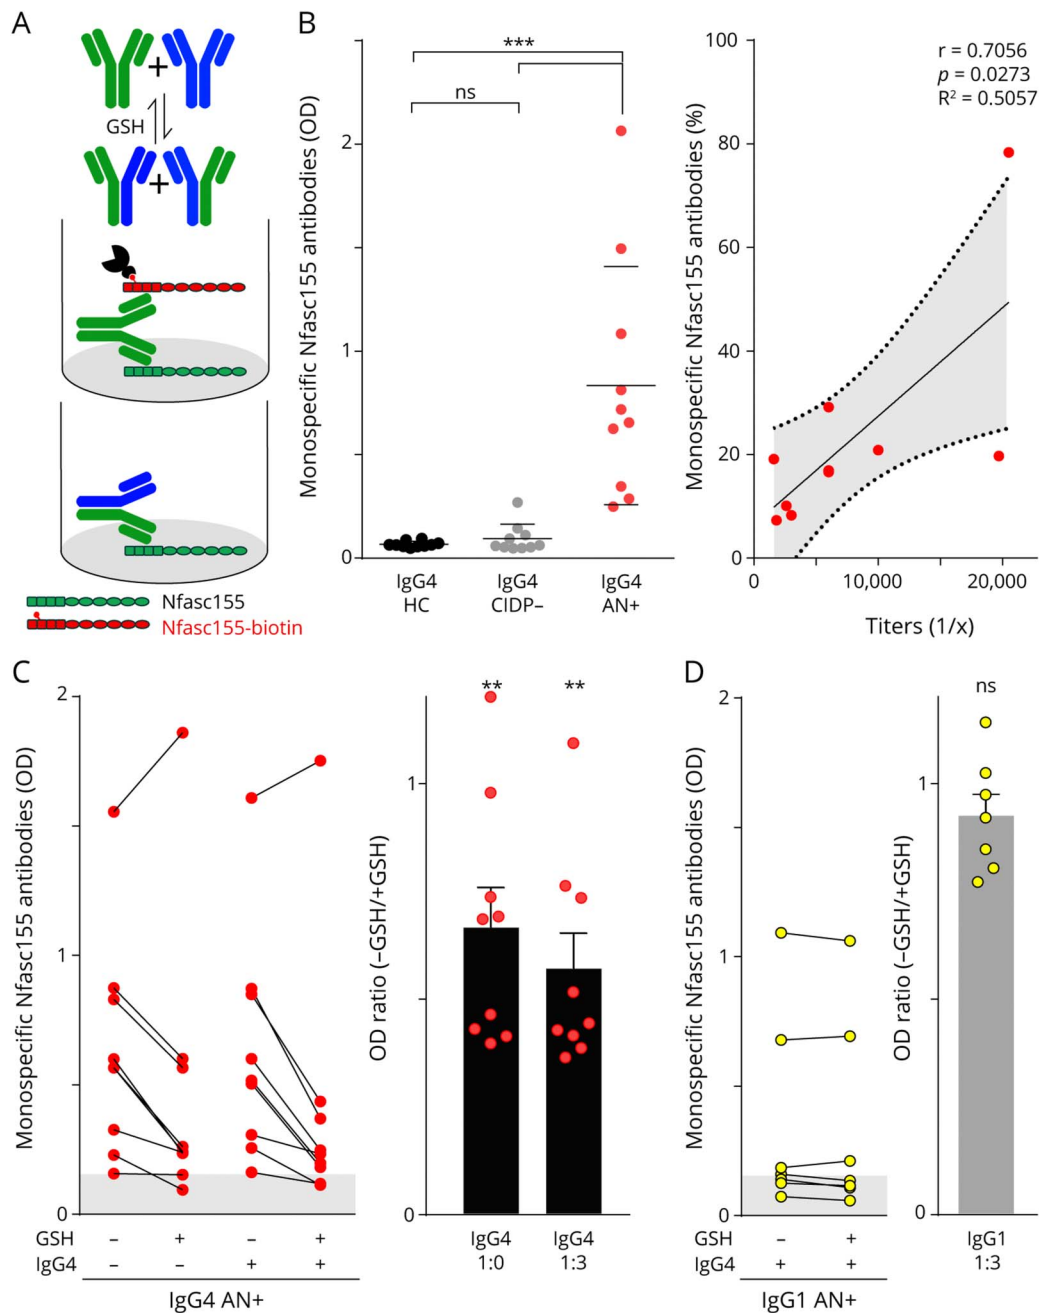 A
+
GSH
+
Nfasc155
Nfasc155-biotin
B
Monospecific Nfasc155 antibodies (OD)
2
1
0
***
ns
IgG4
HC
IgG4
CIDP–
IgG4
AN+
Monospecific Nfasc155 antibodies (%)
100
80
60
40
20
0
r = 0.7056
p = 0.0273
R² = 0.5057
0
10,000
20,000
Titers (1/x)
C
Monospecific Nfasc155 antibodies (OD)
2
1
0
GSH – + – +
IgG4 – – + +
IgG4 AN+
OD ratio (–GSH/+GSH)
1
0
** **
IgG4
1:0
IgG4
1:3
D
Monospecific Nfasc155 antibodies (OD)
2
1
0
GSH – +
IgG4 + +
IgG1 AN+
OD ratio (–GSH/+GSH)
1
0
ns
IgG1
1:3